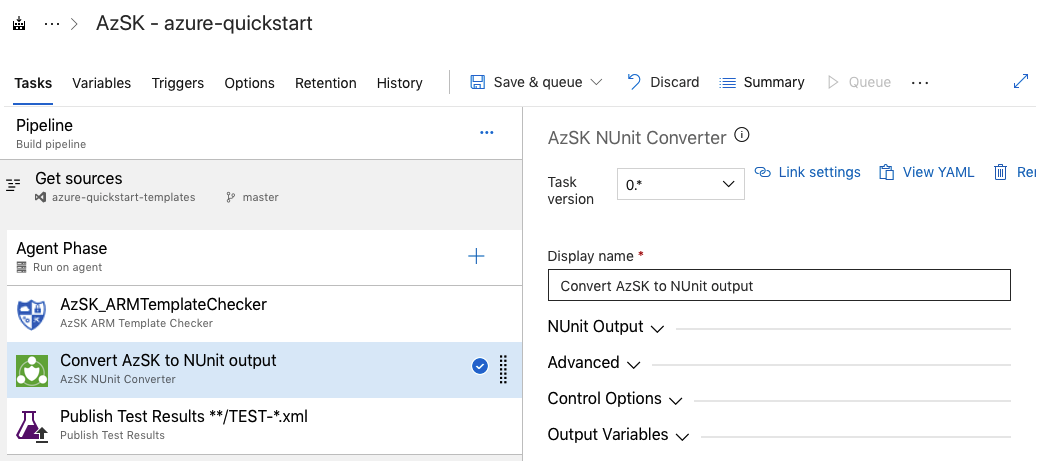 ··· > AzSK - azure-quickstart
Tasks Variables Triggers Options Retention History Save & queue Discard Summary Queue ···
Pipeline
Build pipeline
Get sources
azure-quickstart-templates master
Agent Phase
Run on agent
AzSK_ARMTemplateChecker
AzSK ARM Template Checker
Convert AzSK to NUnit output
AzSK NUnit Converter
Publish Test Results **/TEST-*.xml
Publish Test Results
AzSK NUnit Converter
Task version 0.* Link settings View YAML Rer
Display name *
Convert AzSK to NUnit output
NUnit Output
Advanced
Control Options
Output Variables